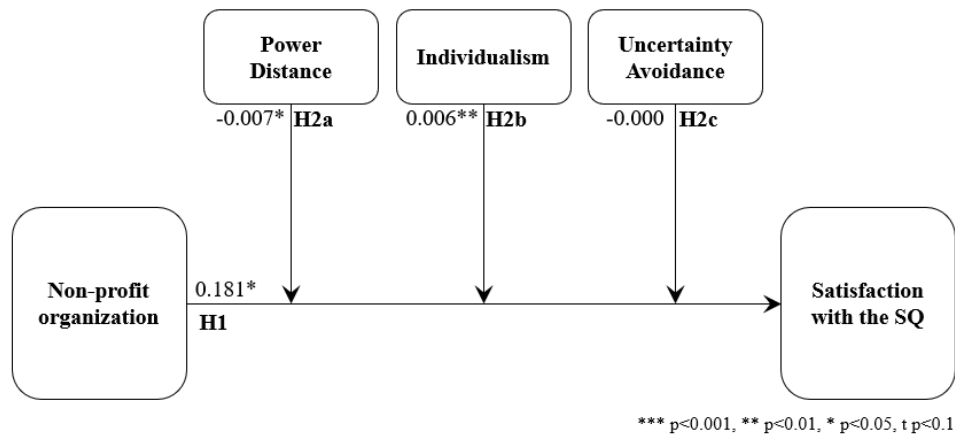 Power
Distance
Individualism
Uncertainty
Avoidance
-0.007* H2a
0.006** H2b
-0.000 H2c
Non-profit
organization
0.181*
H1
Satisfaction
with the SQ
*** p<0.001, ** p<0.01, * p<0.05, t p<0.1